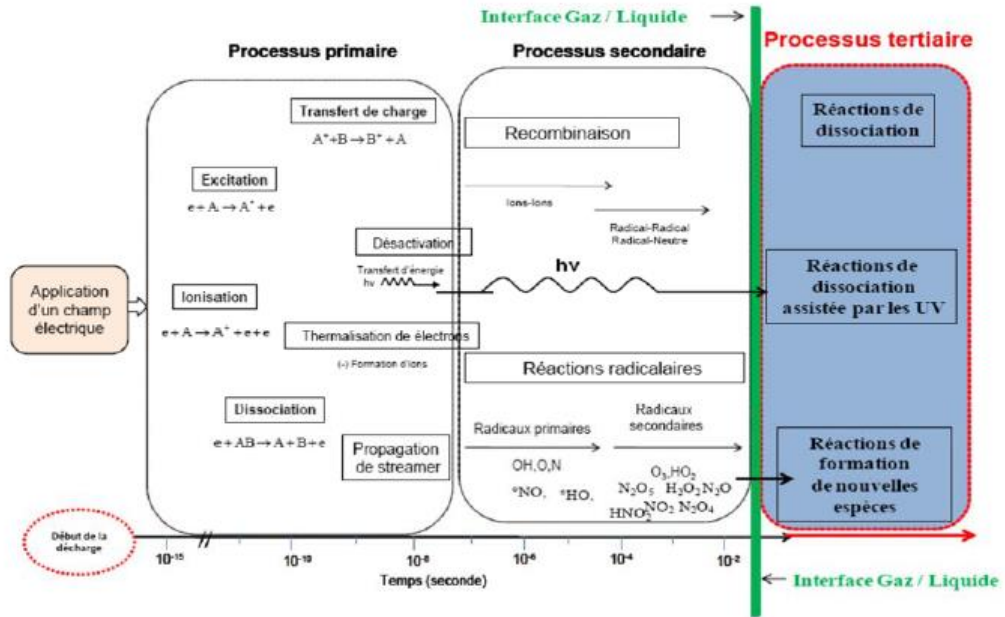 Interface Gaz / Liquide
Processus primaire
Processus secondaire
Processus tertiaire
Transfert de charge
A⁺+B→B⁺+A
Excitation
e+A→A*+e
Désactivation
Transfert d'énergie
hν
Application
d'un champ
électrique
Ionisation
e+A→A⁺+e+e
Thermalisation de électrons
(-) Formation d'ions
Dissociation
e+AB→A+B+e
Propagation
de streamer
Recombinaison
Ions-Ions
Radical-Radical
Radical-Neutre
hν
Réactions radicalaires
Radicaux primaires
OH,O,N
°NO, °HO,
Radicaux
secondaires
O₃,HO₂
N₂O₅ H₂O₂N₂O
HNO₂ NO₂ N₂O₄
Réactions de
dissociation
Réactions de
dissociation
assistée par les UV
Réactions de
formation
de nouvelles
espèces
Début de la
décharge
10⁻¹⁵ 10⁻¹⁰ 10⁻⁸ 10⁻⁶ 10⁻⁴ 10⁻²
Temps (seconde)
Interface Gaz / Liquide